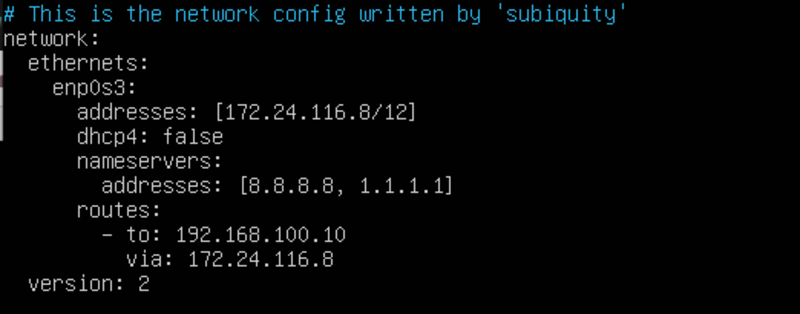 # This is the network config written by 'subiquity'
network:
  ethernets:
    enp0s3:
      addresses: [172.24.116.8/12]
      dhcp4: false
      nameservers:
        addresses: [8.8.8.8, 1.1.1.1]
      routes:
        - to: 192.168.100.10
          via: 172.24.116.8
  version: 2